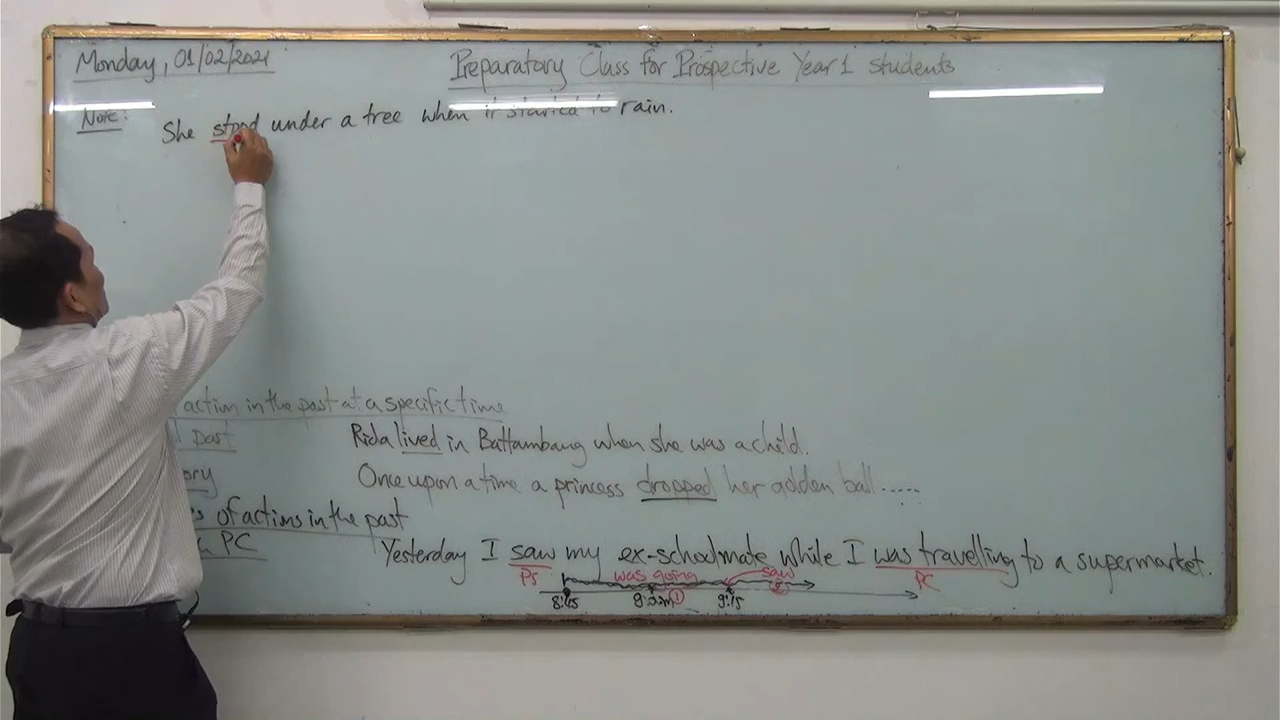 Monday, 01/02/2021 Preparatory Class for Prospective Year 1 students
Note: She stood under a tree when it started to rain.
action in the past at a specific time
past Rida lived in Battambang when she was a child.
ory Once upon a time a princess dropped her golden ball.....
of actions in the past
PC Yesterday I saw my ex-schoolmate while I was travelling to a supermarket.
PS was going saw PC
8:15 1 2 9:15